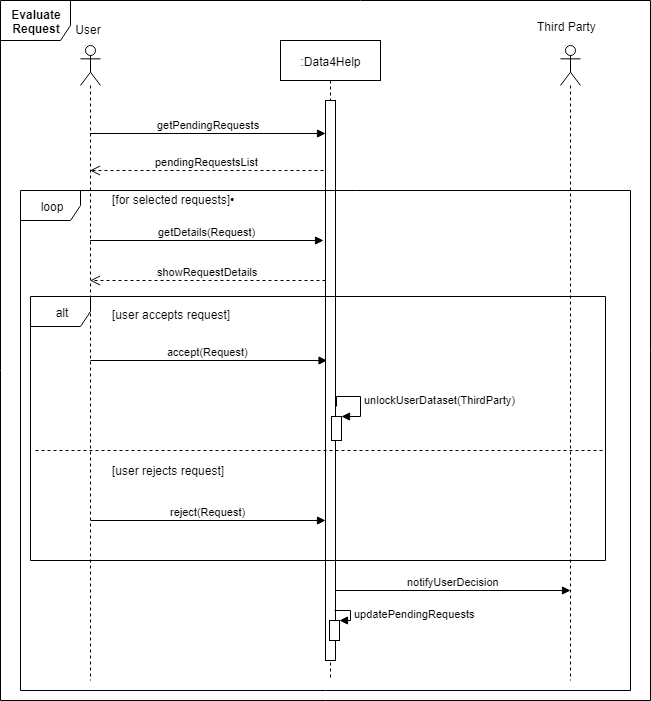 Evaluate
Request
User
:Data4Help
Third Party
getPendingRequests
pendingRequestsList
loop
[for selected requests]•
getDetails(Request)
showRequestDetails
alt
[user accepts request]
accept(Request)
unlockUserDataset(ThirdParty)
[user rejects request]
reject(Request)
notifyUserDecision
updatePendingRequests